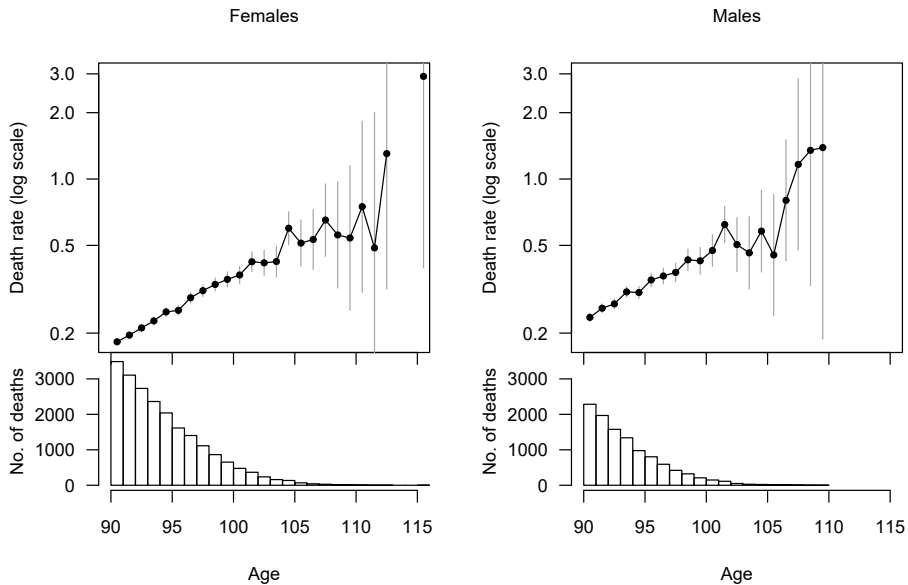 Females
Males
Death rate (log scale)
3.0
2.0
1.0
0.5
0.2
Death rate (log scale)
3.0
2.0
1.0
0.5
0.2
No. of deaths
3000
2000
1000
0
90 95 100 105 110 115
Age
No. of deaths
3000
2000
1000
0
90 95 100 105 110 115
Age